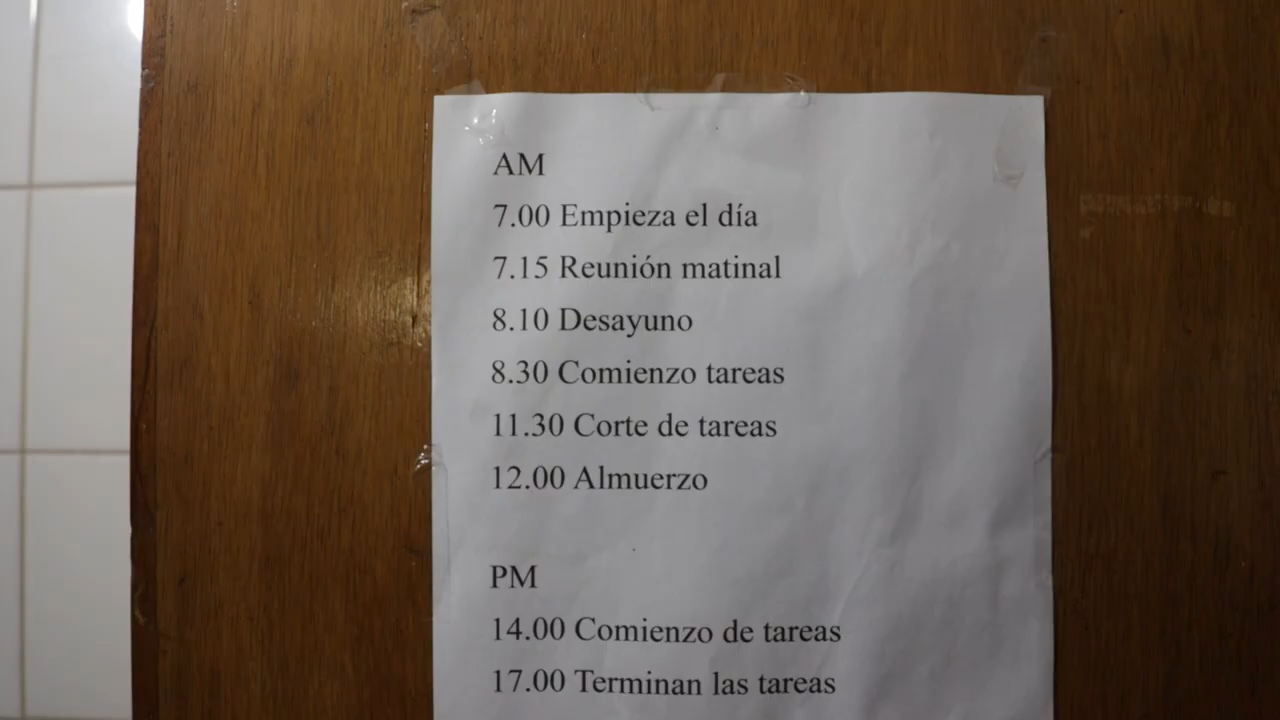 AM
7.00 Empieza el día
7.15 Reunión matinal
8.10 Desayuno
8.30 Comienzo tareas
11.30 Corte de tareas
12.00 Almuerzo
PM
14.00 Comienzo de tareas
17.00 Terminan las tareas